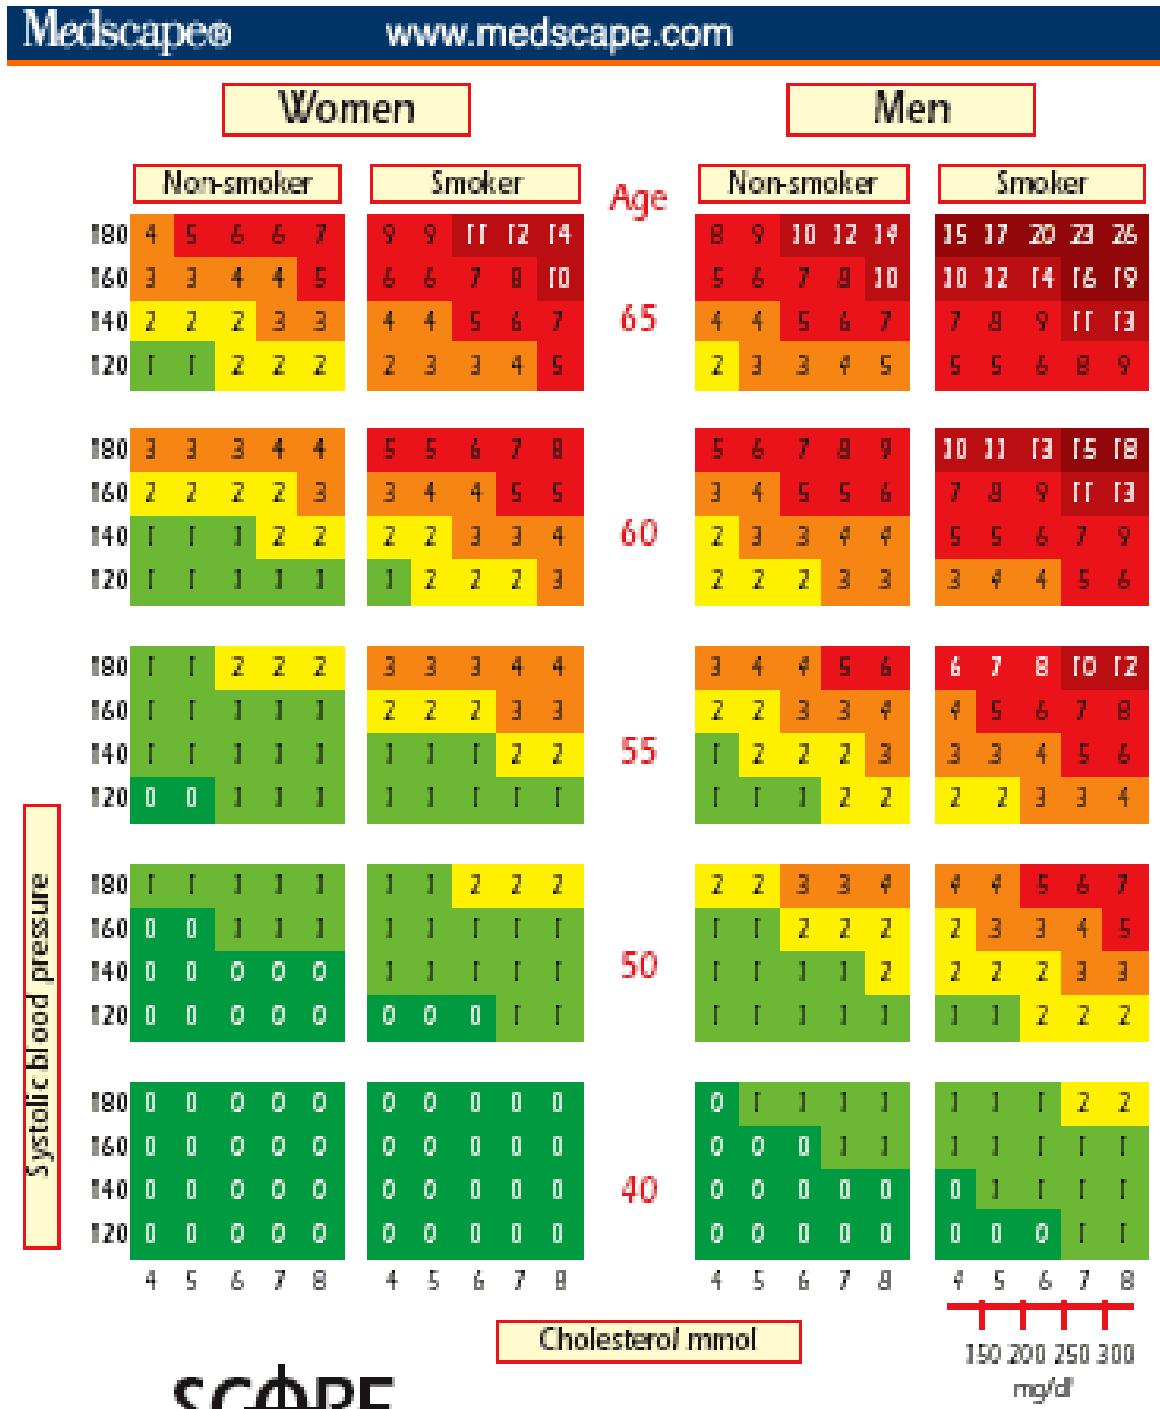 Medscape® www.medscape.com
Women Men
Non-smoker Smoker Age Non-smoker Smoker
180 4 5 6 6 7 9 9 11 12 14 8 9 10 12 14 15 17 20 23 26
160 3 3 4 4 5 6 6 7 8 10 5 6 7 8 10 10 12 14 16 19
65
140 2 2 2 3 3 4 4 5 6 7 4 4 5 6 7 7 8 9 11 13
120 1 1 2 2 2 2 3 3 4 5 2 3 3 4 5 5 5 6 8 9
180 3 3 3 4 4 5 5 6 7 8 5 6 7 8 9 10 11 13 15 18
160 2 2 2 2 3 3 4 4 5 5 3 4 5 5 6 7 8 9 11 13
60
140 1 1 1 2 2 2 2 3 3 4 2 3 3 4 4 5 5 6 7 9
120 1 1 1 1 1 1 2 2 2 3 2 2 2 3 3 3 4 4 5 6
180 1 1 2 2 2 3 3 3 4 4 3 4 4 5 6 6 7 8 10 12
160 1 1 1 1 1 2 2 2 3 3 2 2 3 3 4 4 5 6 7 8
55
140 1 1 1 1 1 1 1 1 2 2 1 2 2 2 3 3 3 4 5 6
120 0 0 1 1 1 1 1 1 1 1 1 1 1 2 2 2 2 3 3 4
180 1 1 1 1 1 1 1 2 2 2 2 2 3 3 4 4 4 5 6 7
160 0 0 1 1 1 1 1 1 1 1 1 1 2 2 2 2 3 3 4 5
50
140 0 0 0 0 0 1 1 1 1 1 1 1 1 1 2 2 2 2 3 3
120 0 0 0 0 0 0 0 0 1 1 1 1 1 1 1 1 1 2 2 2
180 0 0 0 0 0 0 0 0 0 0 0 1 1 1 1 1 1 1 2 2
160 0 0 0 0 0 0 0 0 0 0 0 0 0 1 1 1 1 1 1 1
40
140 0 0 0 0 0 0 0 0 0 0 0 0 0 0 0 0 1 1 1 1
120 0 0 0 0 0 0 0 0 0 0 0 0 0 0 0 0 0 0 1 1
Systolic blood pressure
4 5 6 7 8 4 5 6 7 8 4 5 6 7 8 4 5 6 7 8
Cholesterol mmol
150 200 250 300
mg/dl
SCORE